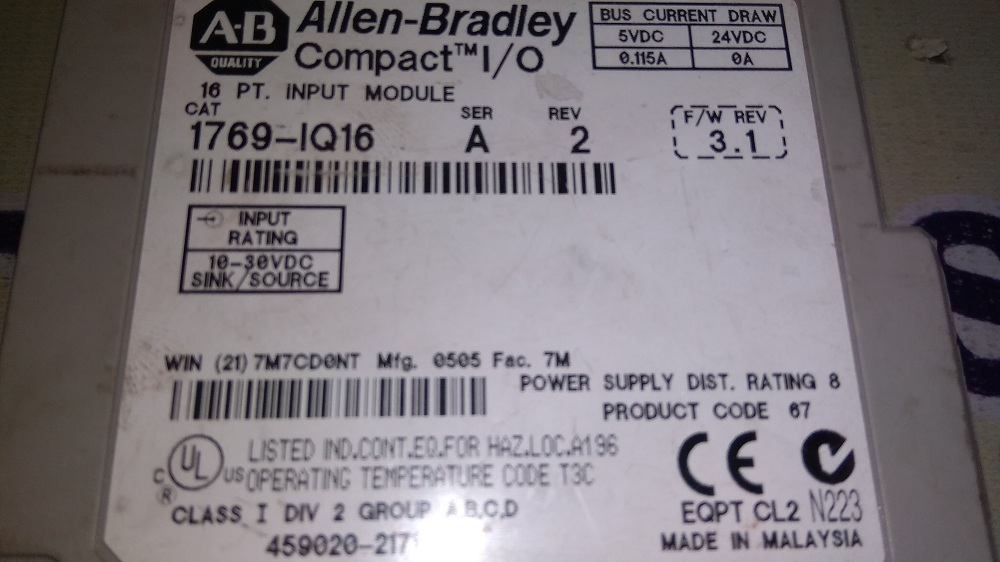 A-B
QUALITY
Allen-Bradley
Compact™ I/O
BUS CURRENT DRAW
5VDC 24VDC
0.115A 0A
16 PT. INPUT MODULE
CAT SER REV
1769-IQ16 A 2
F/W REV
3.1
INPUT
RATING
10-30VDC
SINK/SOURCE
WIN (21) 7M7CD0NT Mfg. 0505 Fac. 7M
POWER SUPPLY DIST. RATING 8
PRODUCT CODE 67
C UL US
®
LISTED IND.CONT.EQ.FOR HAZ.LOC.A196
OPERATING TEMPERATURE CODE T3C
CLASS I DIV 2 GROUP A,B,C,D
CE
EQPT CL2 N223
MADE IN MALAYSIA